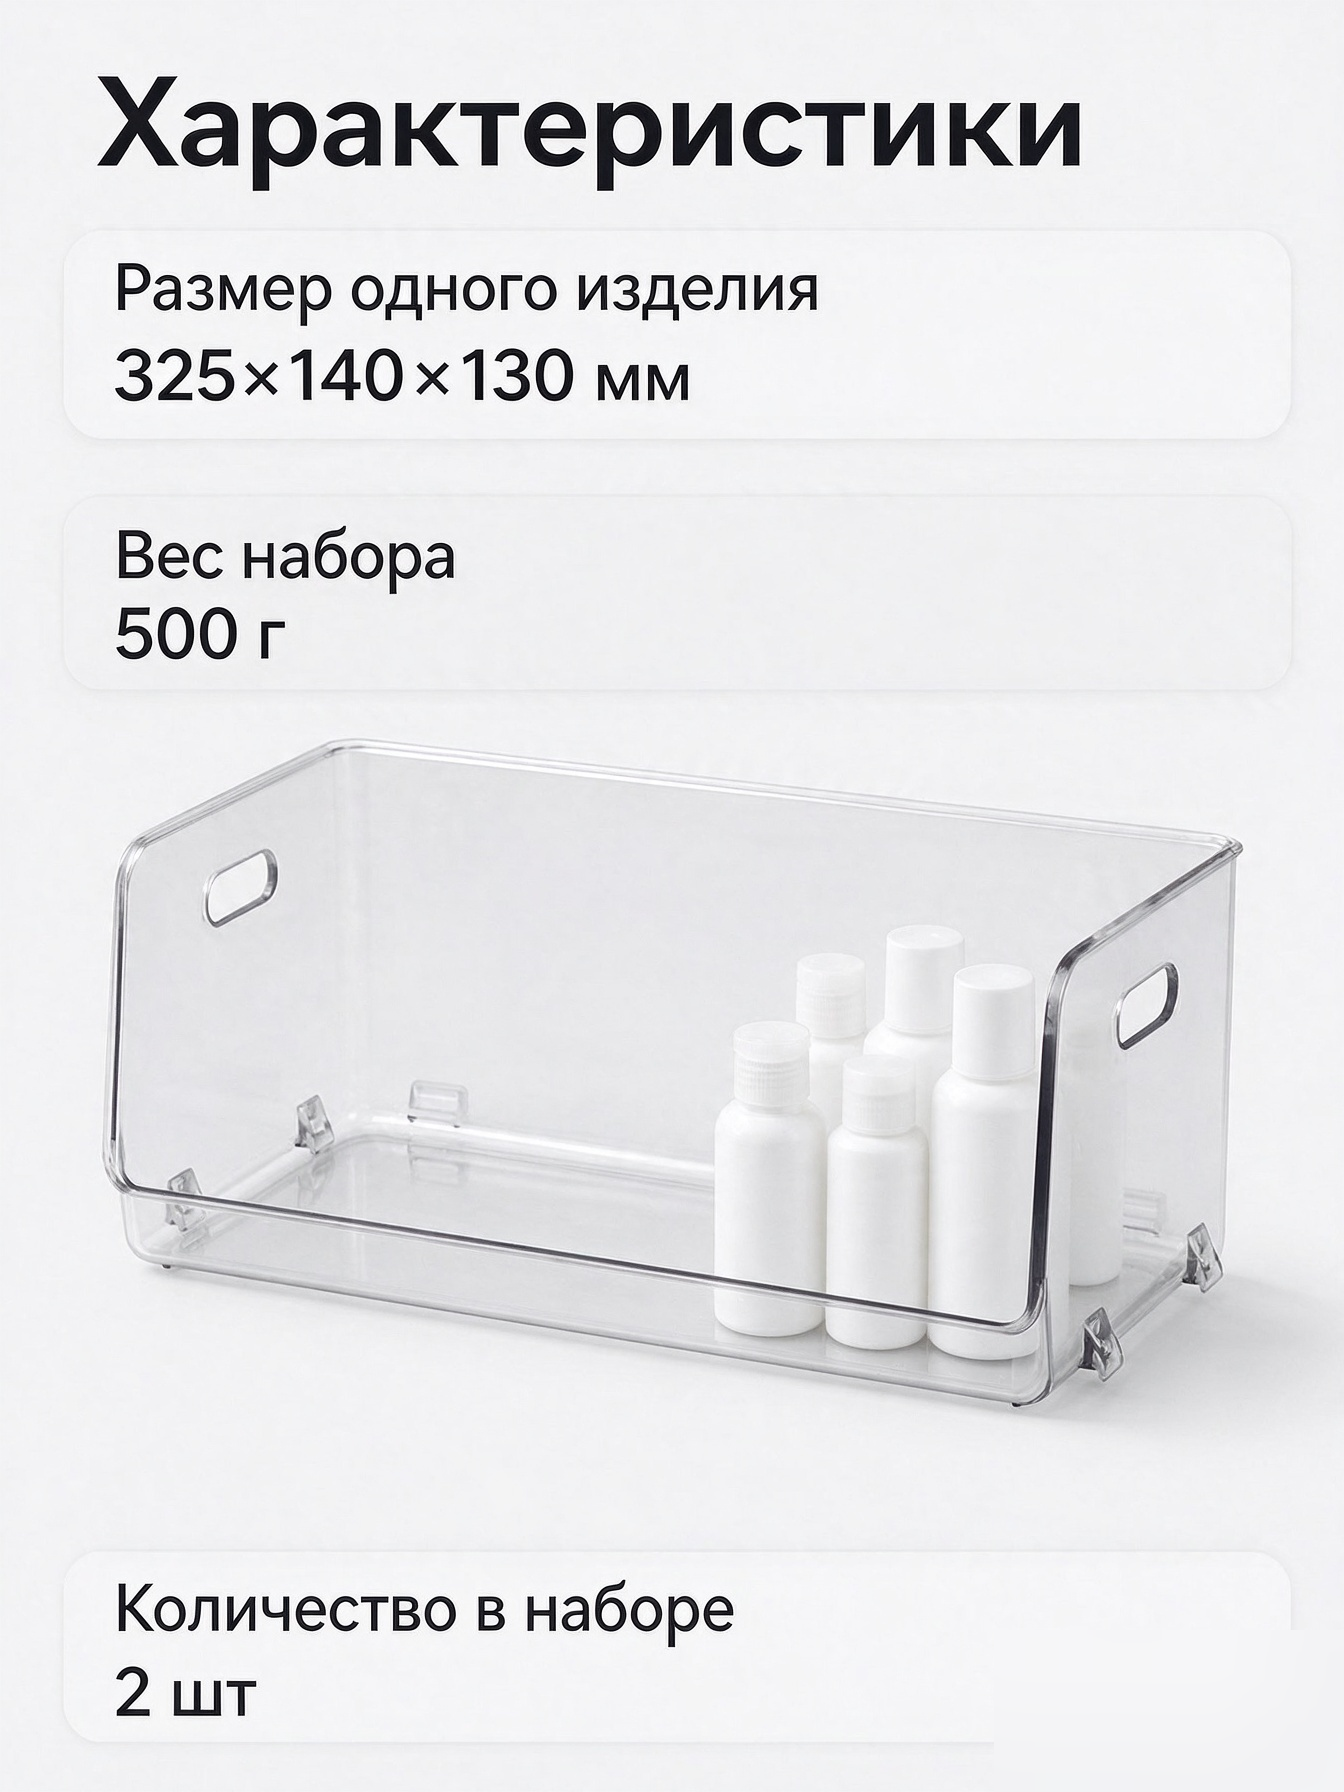 Характеристики
Размер одного изделия
325×140×130 мм
Вес набора
500 г
Количество в наборе
2 шт